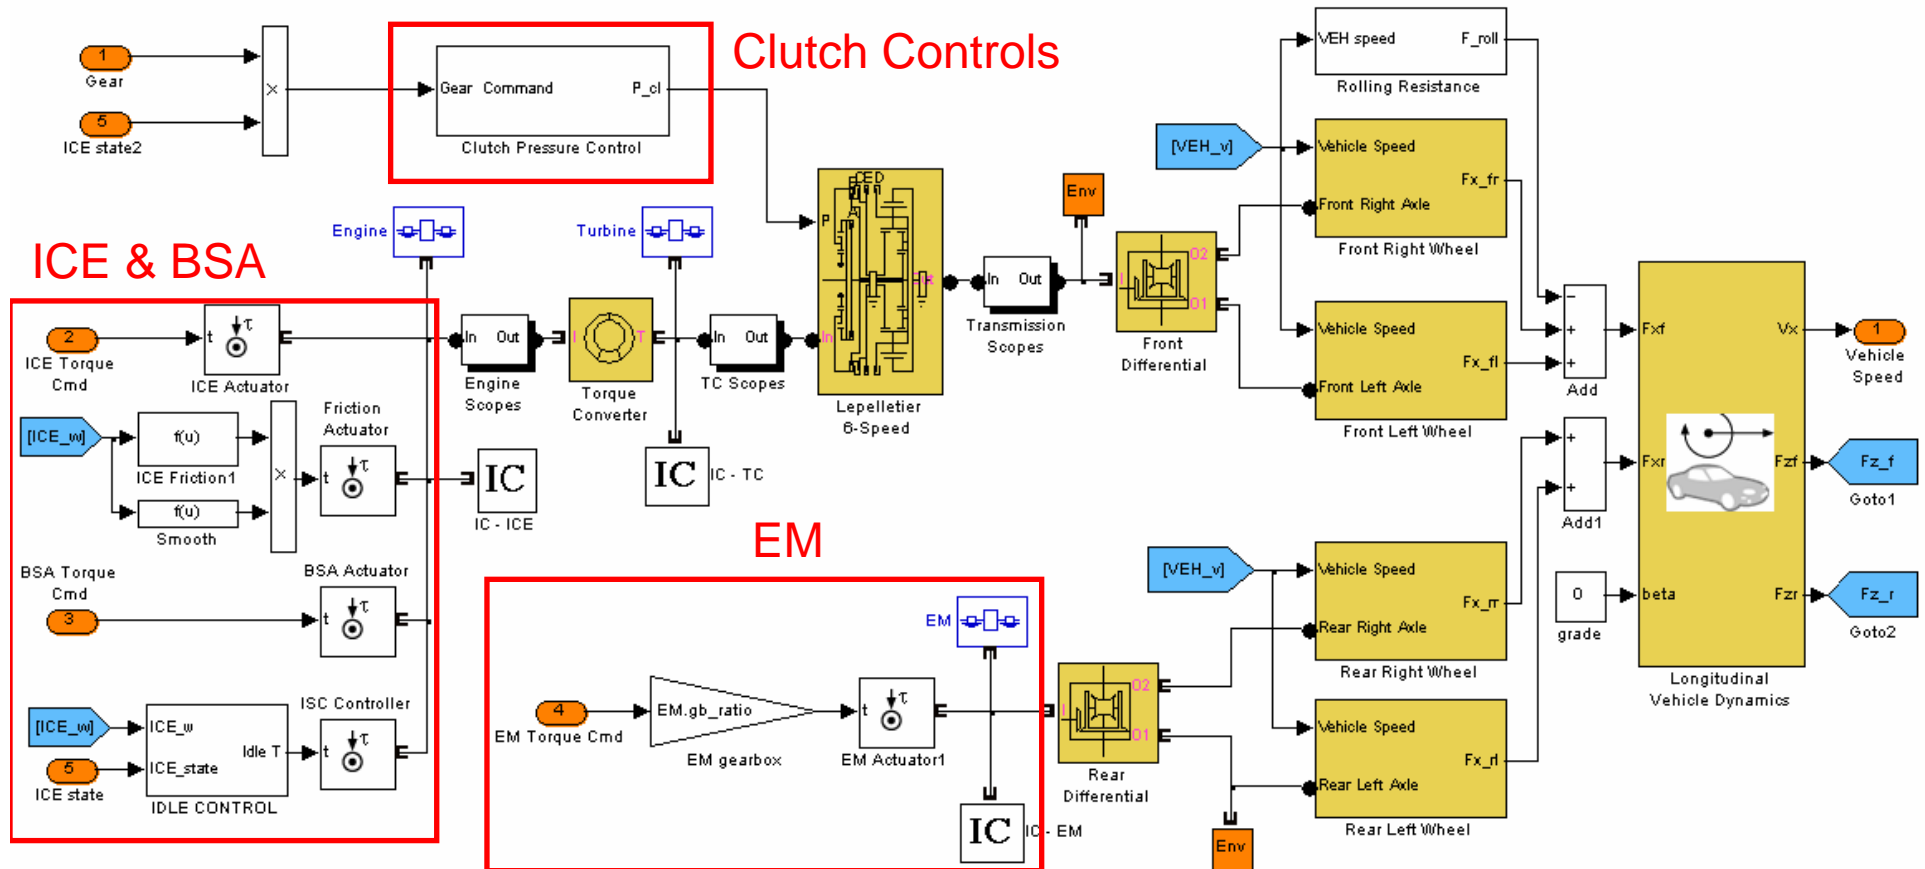 1
Gear
5
ICE state2
×
Gear Command
P_cl
Clutch Pressure Control
Clutch Controls
VEH speed
F_roll
Rolling Resistance
[VEH_v]
Vehicle Speed
Fx_fr
Front Right Axle
Front Right Wheel
Vehicle Speed
Fx_fl
Front Left Axle
Front Left Wheel
Engine
Turbine
P
A
CED
In
Out
Lepelletier
6-Speed
Env
In Out
Transmission
Scopes
I
O2
O1
Front
Differential
ICE & BSA
2
ICE Torque
Cmd
t
τ
ICE Actuator
In Out
Engine
Scopes
I
T
Torque
Converter
In Out
TC Scopes
[ICE_w]
f(u)
ICE Friction1
f(u)
Smooth
×
Friction
Actuator
t
τ
IC
IC - ICE
IC
IC - TC
BSA Torque
Cmd
3
BSA Actuator
t
τ
[ICE_w]
5
ICE state
ICE_w
ICE_state
Idle T
IDLE CONTROL
ISC Controller
t
τ
EM
4
EM Torque Cmd
EM.gb_ratio
EM gearbox
t
τ
EM Actuator1
EM
IC
IC - EM
I
O2
O1
Rear
Differential
Env
[VEH_v]
Vehicle Speed
Fx_rr
Rear Right Axle
Rear Right Wheel
Vehicle Speed
Fx_rl
Rear Left Axle
Rear Left Wheel
−
+
+
Add
+
+
Add1
0
grade
Fxf
Fxr
beta
Vx
Fzf
Fzr
Longitudinal
Vehicle Dynamics
1
Vehicle
Speed
Fz_f
Goto1
Fz_r
Goto2